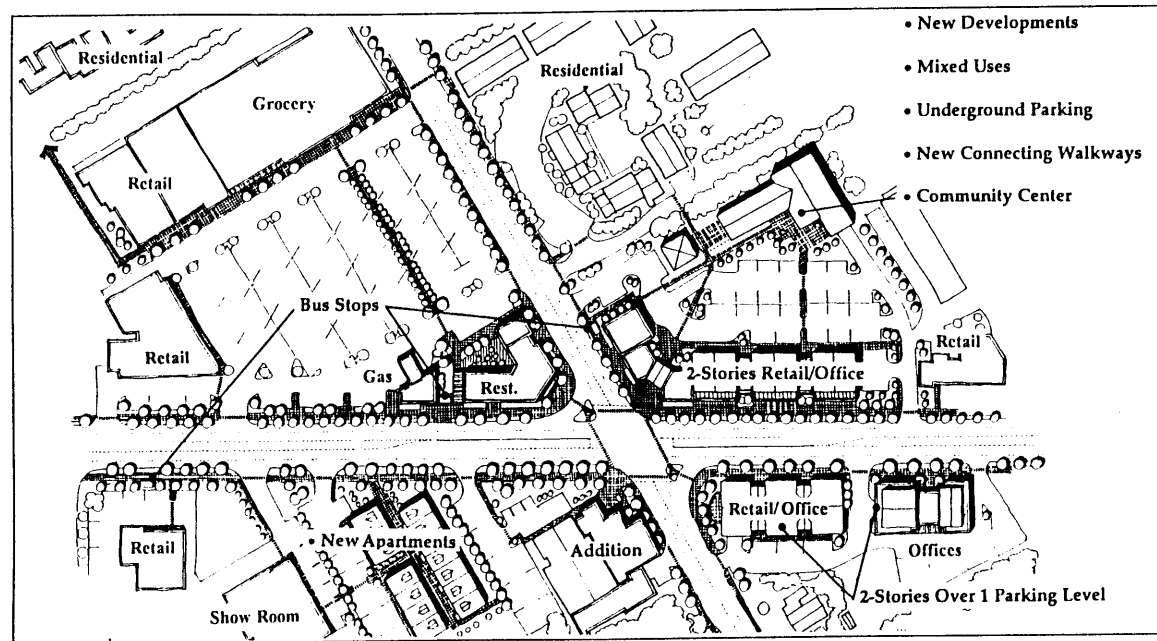 • New Developments
Residential
Residential
• Mixed Uses
Grocery
• Underground Parking
• New Connecting Walkways
Retail
• Community Center
Bus Stops
Retail
Retail
Gas
Rest.
2-Stories Retail/Office
Retail/Office
Retail
• New Apartments
Addition
Offices
2-Stories Over 1 Parking Level
Show Room